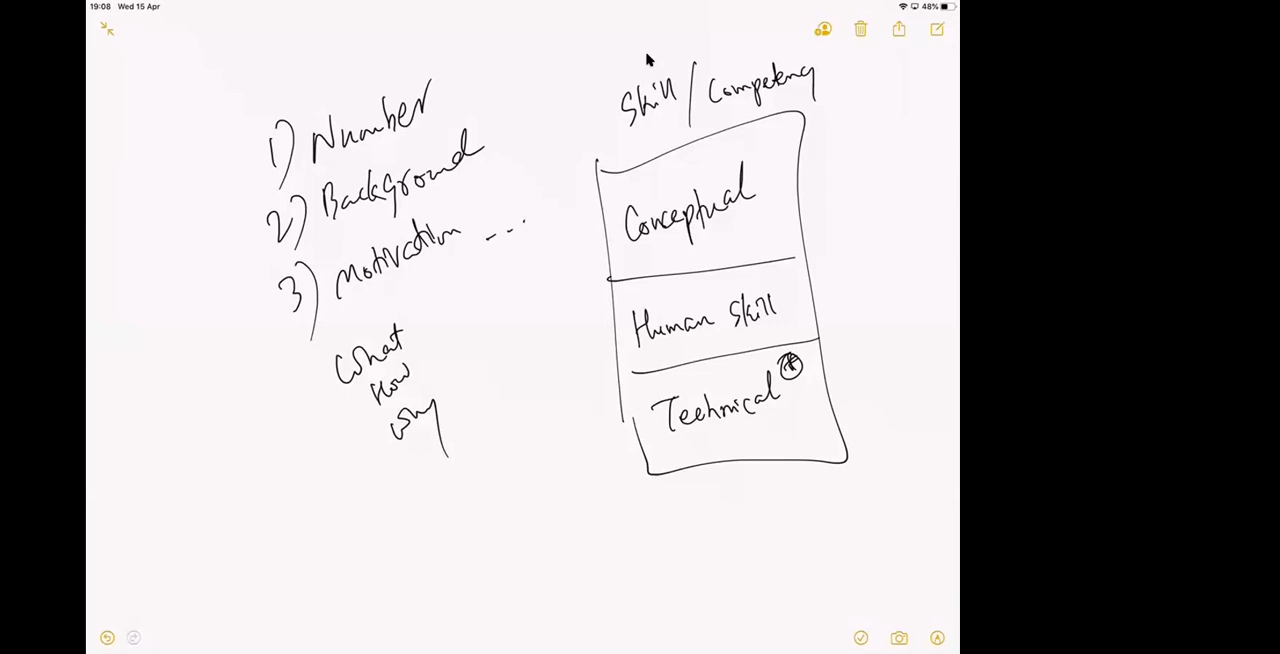 19:08 Wed 15 Apr 48%
1) Number
2) Background
3) Motivation ...
What
How
Why
Skill / Competency
Conceptual
Human Skill
Technical *